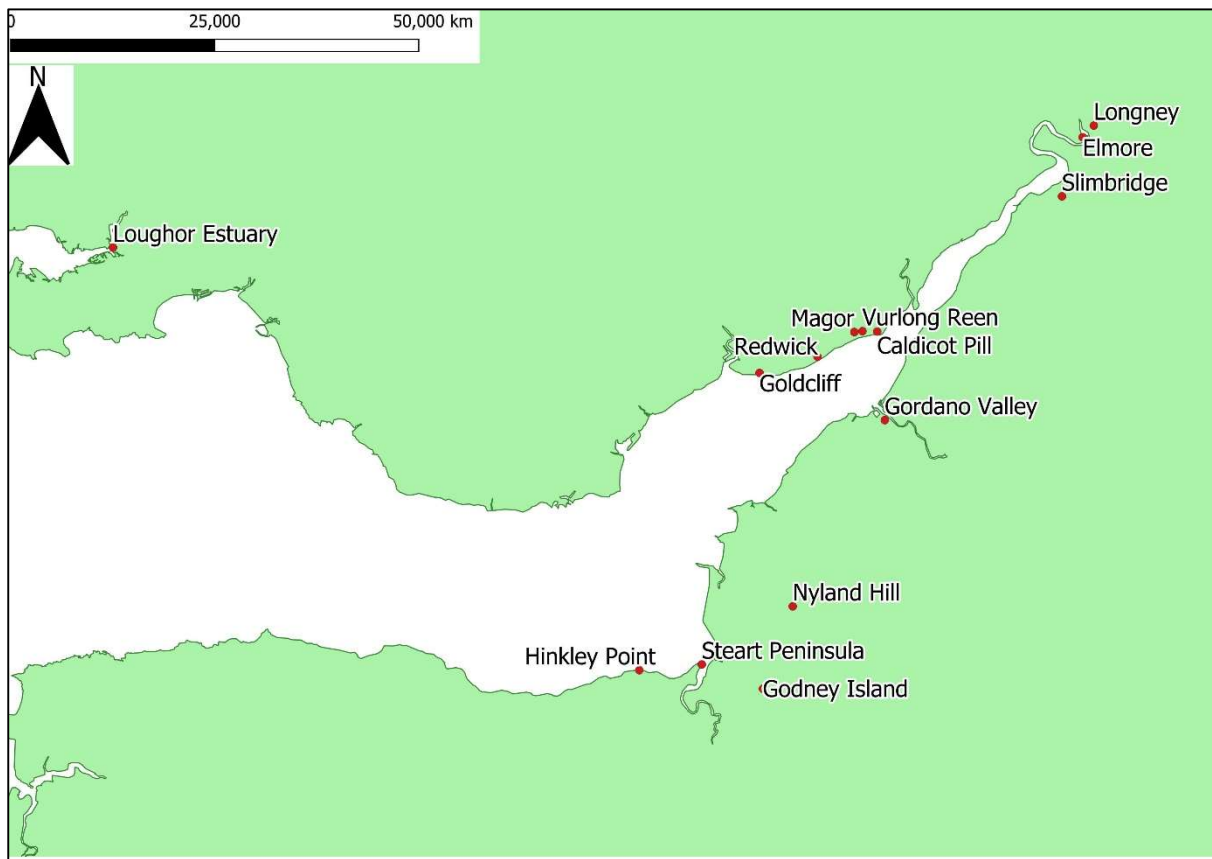 0 25,000 50,000 km
N
Longney
Elmore
Slimbridge
Loughor Estuary
Magor Vurlong Reen
Redwick Caldicot Pill
Goldcliff
Gordano Valley
Nyland Hill
Hinkley Point Steart Peninsula
Godney Island